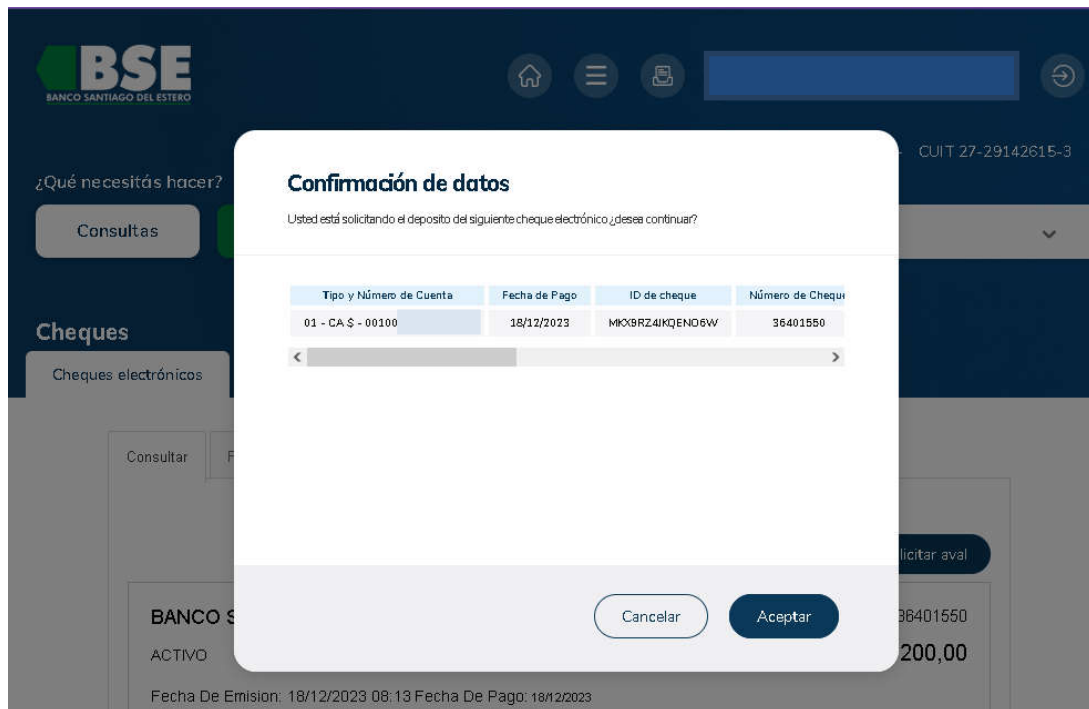 BSE
BANCO SANTIAGO DEL ESTERO
CUIT 27-29142615-3
¿Qué necesitás hacer?
Consultas
Confirmación de datos
Usted está solicitando el deposito del siguiente cheque electrónico ¿desea continuar?
Tipo y Número de Cuenta Fecha de Pago ID de cheque Número de Cheque
01 - CA $ - 00100 18/12/2023 MKX9RZ4IKQENO6W 36401550
Cheques
Cheques electrónicos
Consultar
licitar aval
Cancelar Aceptar
BANCO S 36401550
ACTIVO 200,00
Fecha De Emision: 18/12/2023 08:13 Fecha De Pago: 18/12/2023